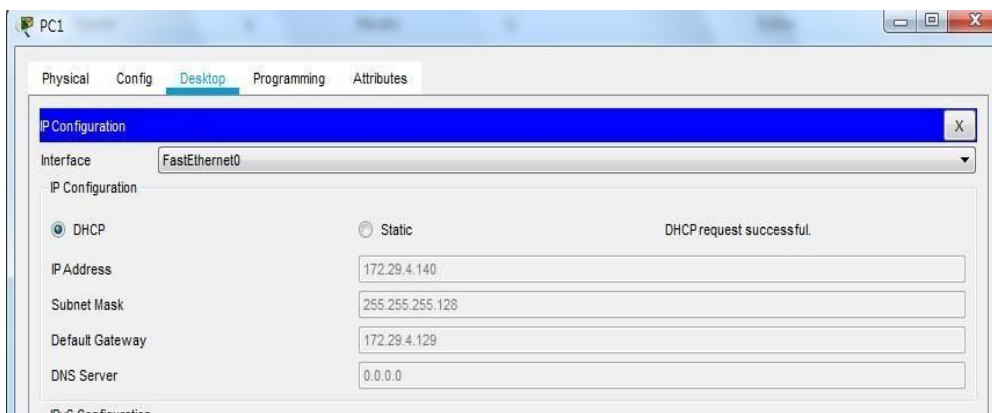 PC1
X
Physical Config Desktop Programming Attributes
IP Configuration X
Interface FastEthernet0
IP Configuration
DHCP Static DHCP request successful.
IP Address 172.29.4.140
Subnet Mask 255.255.255.128
Default Gateway 172.29.4.129
DNS Server 0.0.0.0